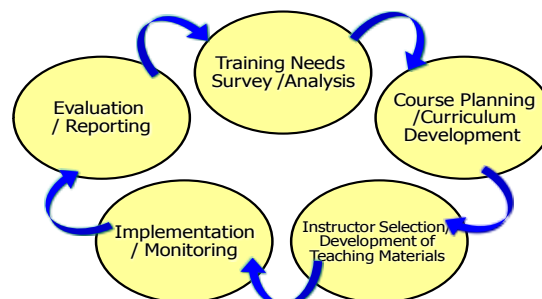 Training Needs
Survey /Analysis
Course Planning
/Curriculum
Development
Instructor Selection/
Development of
Teaching Materials
Implementation
/ Monitoring
Evaluation
/ Reporting